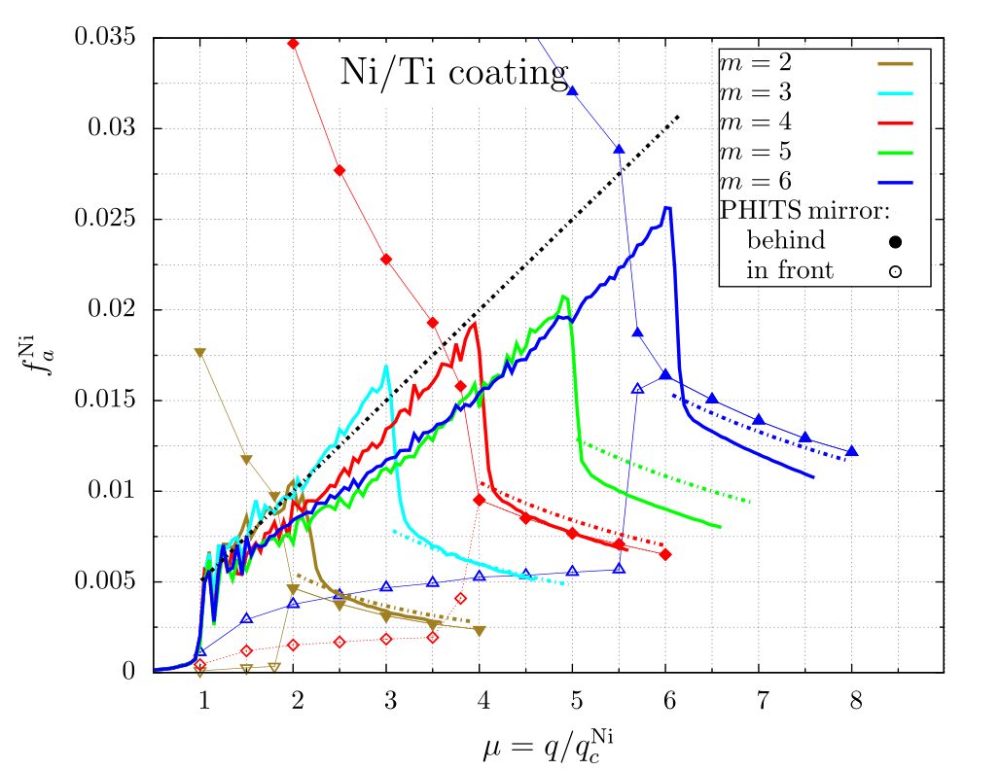 Ni/Ti coating
m = 2
m = 3
m = 4
m = 5
m = 6
PHITS mirror:
behind
in front
0.035
0.03
0.025
0.02
0.015
0.01
0.005
0
f_a^Ni
1 2 3 4 5 6 7 8
μ = q/q_c^Ni